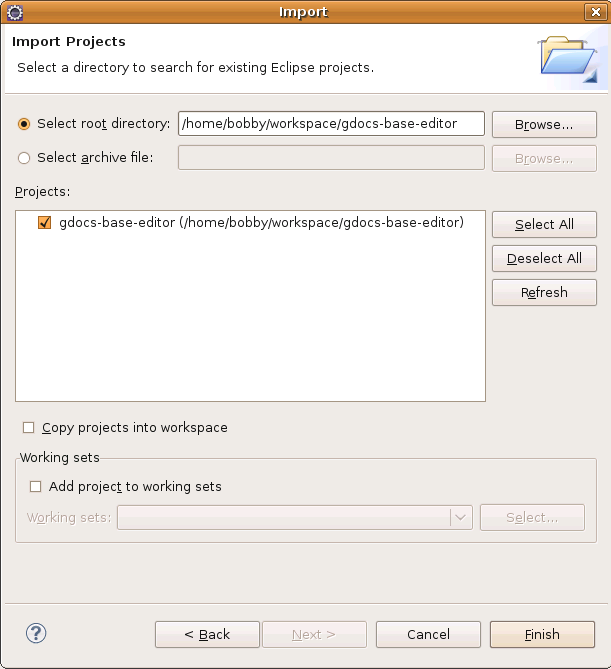 Import
Import Projects
Select a directory to search for existing Eclipse projects.
Select root directory: /home/bobby/workspace/gdocs-base-editor Browse...
Select archive file: Browse...
Projects:
gdocs-base-editor (/home/bobby/workspace/gdocs-base-editor) Select All
Deselect All
Refresh
Copy projects into workspace
Working sets
Add project to working sets
Working sets: Select...
? < Back Next > Cancel Finish